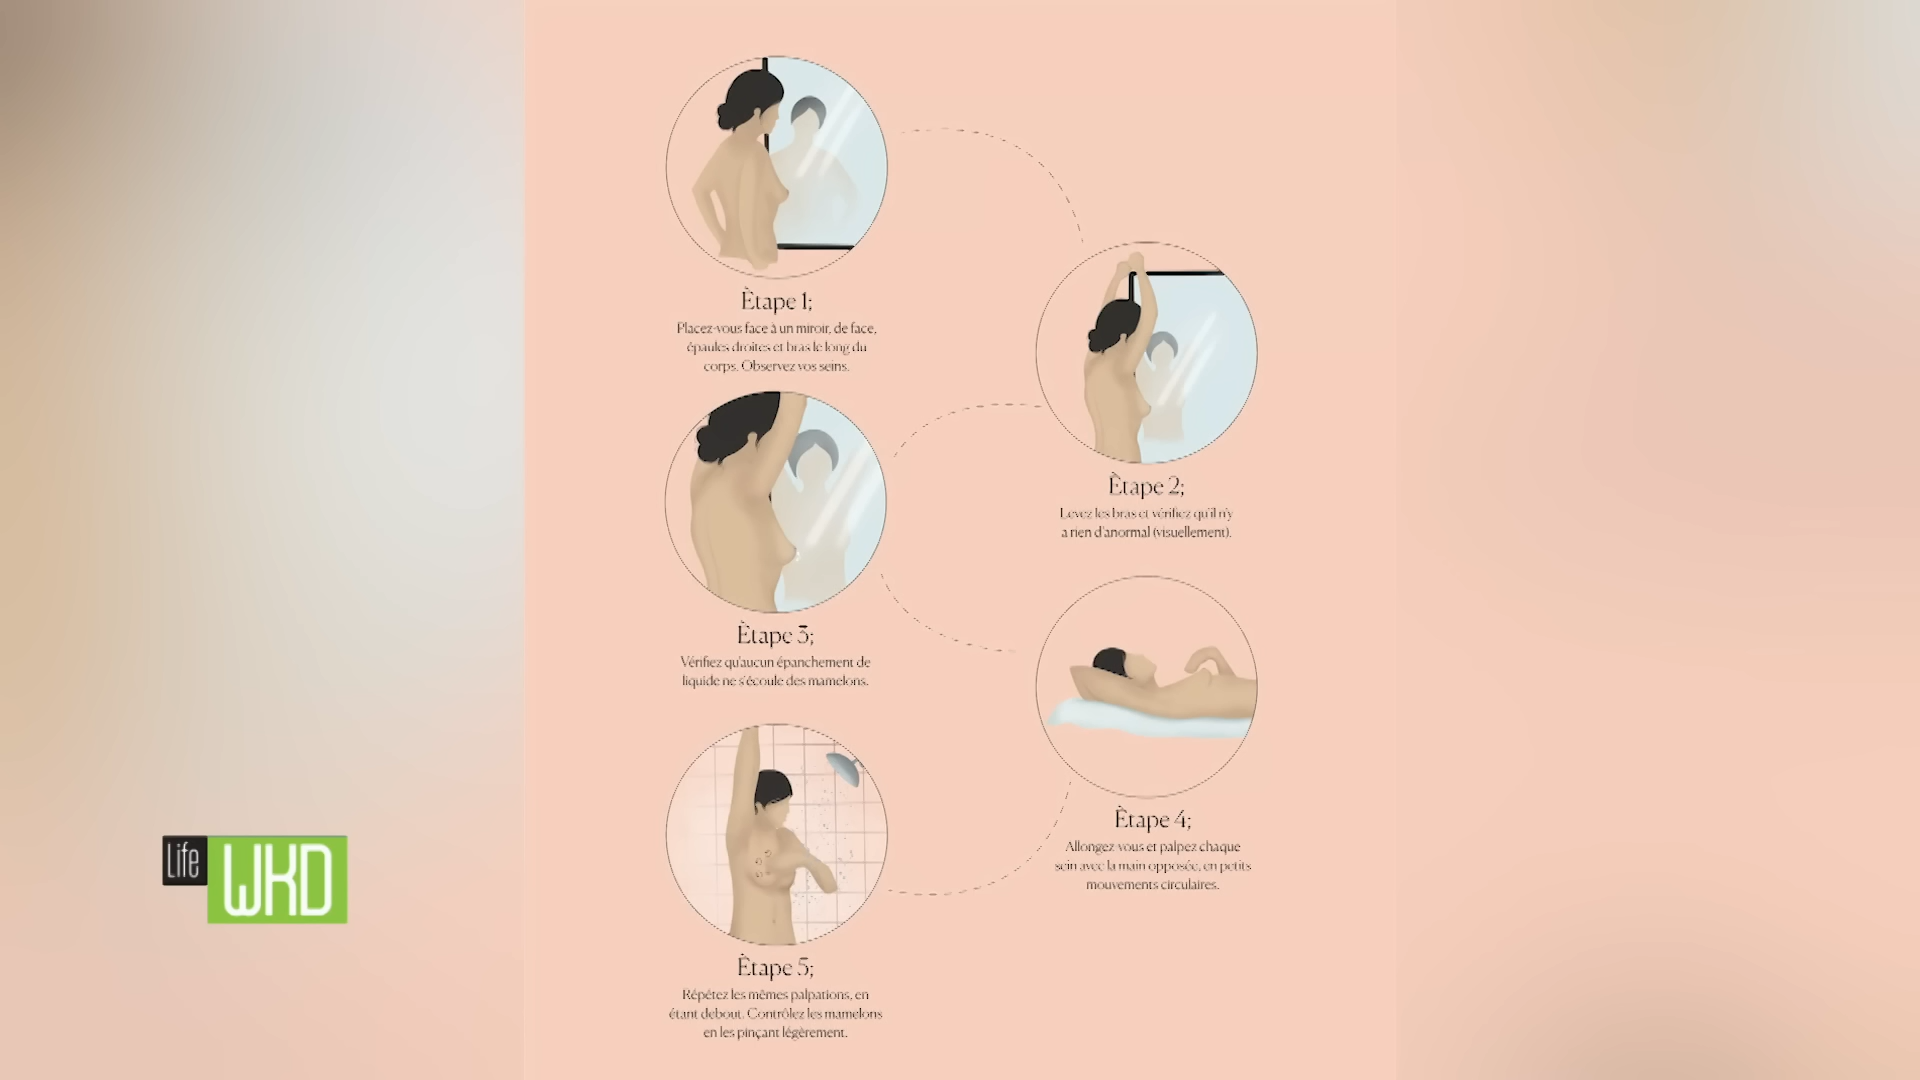 Ètape 1;
Placez-vous face à un miroir, de face,
épaules droites et bras le long du
corps. Observez vos seins.
Ètape 2;
Levez les bras et vérifiez qu'il n'y
a rien d'anormal (visuellement).
Ètape 3;
Vérifiez qu'aucun épanchement de
liquide ne s'écoule des mamelons.
Ètape 4;
Allongez-vous et palpez chaque
sein avec la main opposée, en petits
mouvements circulaires.
Ètape 5;
Répétez les mêmes palpations, en
étant debout. Contrôlez les mamelons
en les pinçant légèrement.
Life
WKD